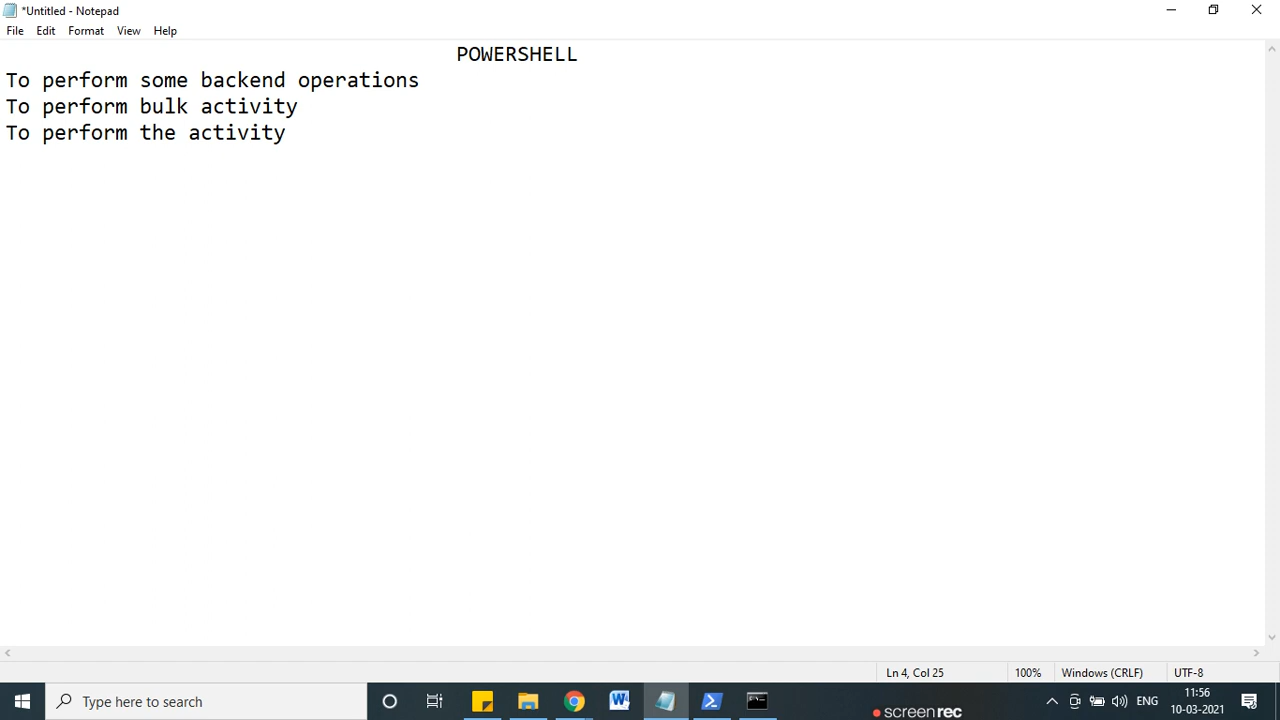 *Untitled - Notepad
File Edit Format View Help
POWERSHELL
To perform some backend operations
To perform bulk activity
To perform the activity
Ln 4, Col 25 100% Windows (CRLF) UTF-8
Type here to search
screenrec
ENG
11:56
10-03-2021